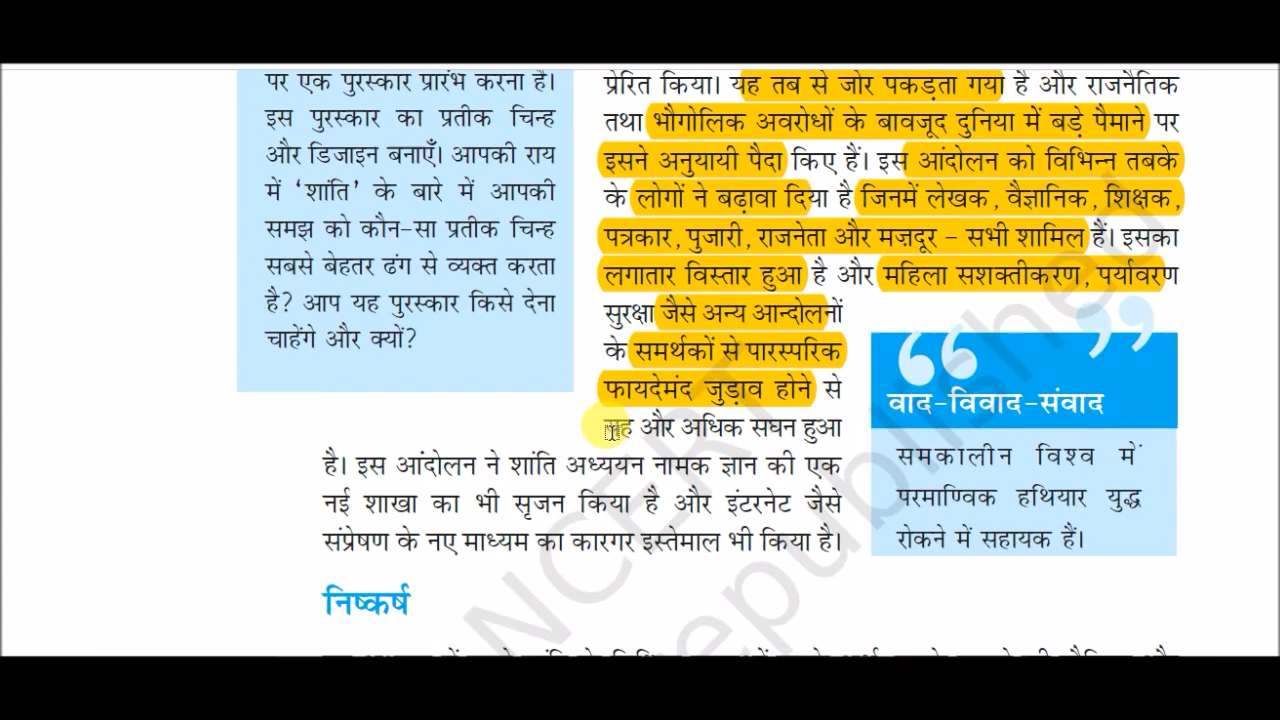 पर एक पुरस्कार प्रारंभ करना है।
इस पुरस्कार का प्रतीक चिन्ह
और डिजाइन बनाएँ। आपकी राय
में ‘शांति’ के बारे में आपकी
समझ को कौन-सा प्रतीक चिन्ह
सबसे बेहतर ढंग से व्यक्त करता
है? आप यह पुरस्कार किसे देना
चाहेंगे और क्यों?
प्रेरित किया। यह तब से जोर पकड़ता गया है और राजनैतिक
तथा भौगोलिक अवरोधों के बावजूद दुनिया में बड़े पैमाने पर
इसने अनुयायी पैदा किए हैं। इस आंदोलन को विभिन्न तबके
के लोगों ने बढ़ावा दिया है जिनमें लेखक, वैज्ञानिक, शिक्षक,
पत्रकार, पुजारी, राजनेता और मज़दूर – सभी शामिल हैं। इसका
लगातार विस्तार हुआ है और महिला सशक्तीकरण, पर्यावरण
सुरक्षा जैसे अन्य आन्दोलनों
के समर्थकों से पारस्परिक
फायदेमंद जुड़ाव होने से
यह और अधिक सघन हुआ
है। इस आंदोलन ने शांति अध्ययन नामक ज्ञान की एक
नई शाखा का भी सृजन किया है और इंटरनेट जैसे
संप्रेषण के नए माध्यम का कारगर इस्तेमाल भी किया है।
वाद-विवाद-संवाद
समकालीन विश्व में
परमाण्विक हथियार युद्ध
रोकने में सहायक हैं।
निष्कर्ष
NCERT
republished